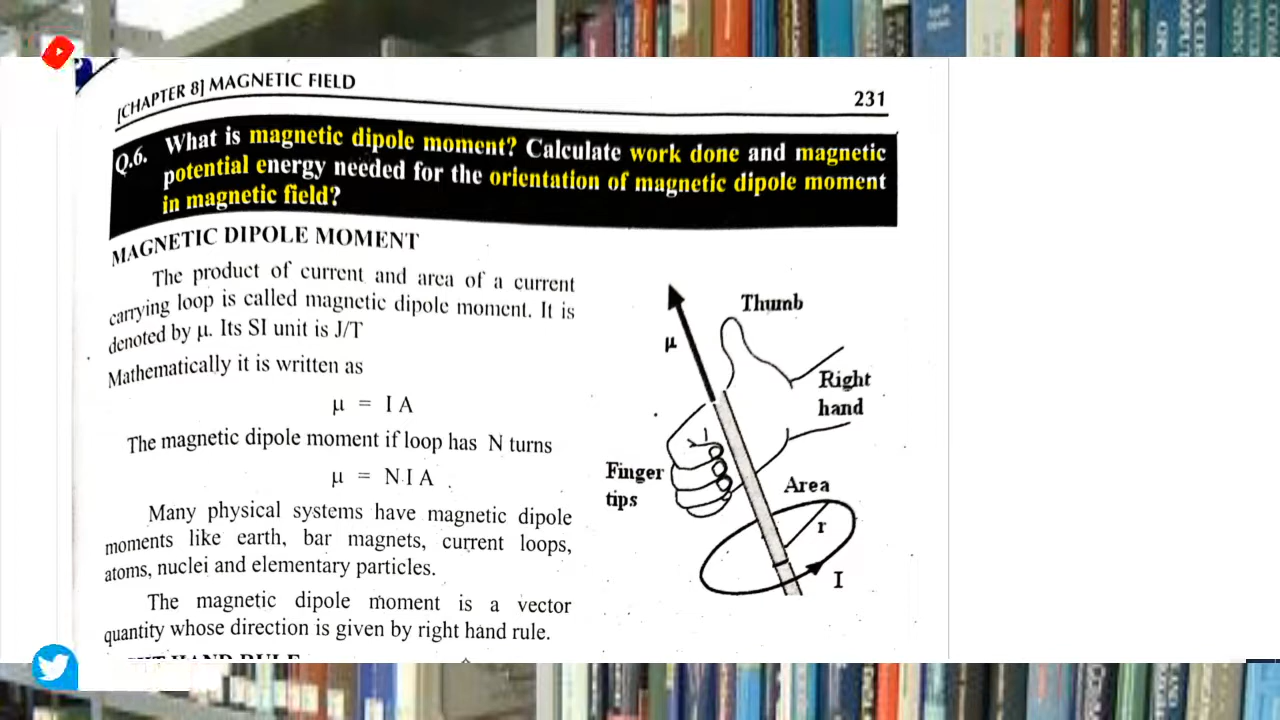 [CHAPTER 8] MAGNETIC FIELD
231
Q.6. What is magnetic dipole moment? Calculate work done and magnetic
potential energy needed for the orientation of magnetic dipole moment
in magnetic field?
MAGNETIC DIPOLE MOMENT
The product of current and area of a current
carrying loop is called magnetic dipole moment. It is
denoted by μ. Its SI unit is J/T
Mathematically it is written as
μ = I A
The magnetic dipole moment if loop has N turns
μ = N I A
Many physical systems have magnetic dipole
moments like earth, bar magnets, current loops,
atoms, nuclei and elementary particles.
The magnetic dipole moment is a vector
quantity whose direction is given by right hand rule.
Thumb
μ
Right
hand
Finger
tips
Area
r
I